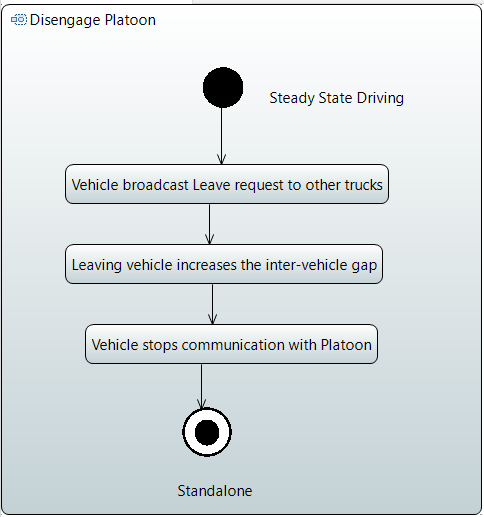 Disengage Platoon
Steady State Driving
Vehicle broadcast Leave request to other trucks
Leaving vehicle increases the inter-vehicle gap
Vehicle stops communication with Platoon
Standalone